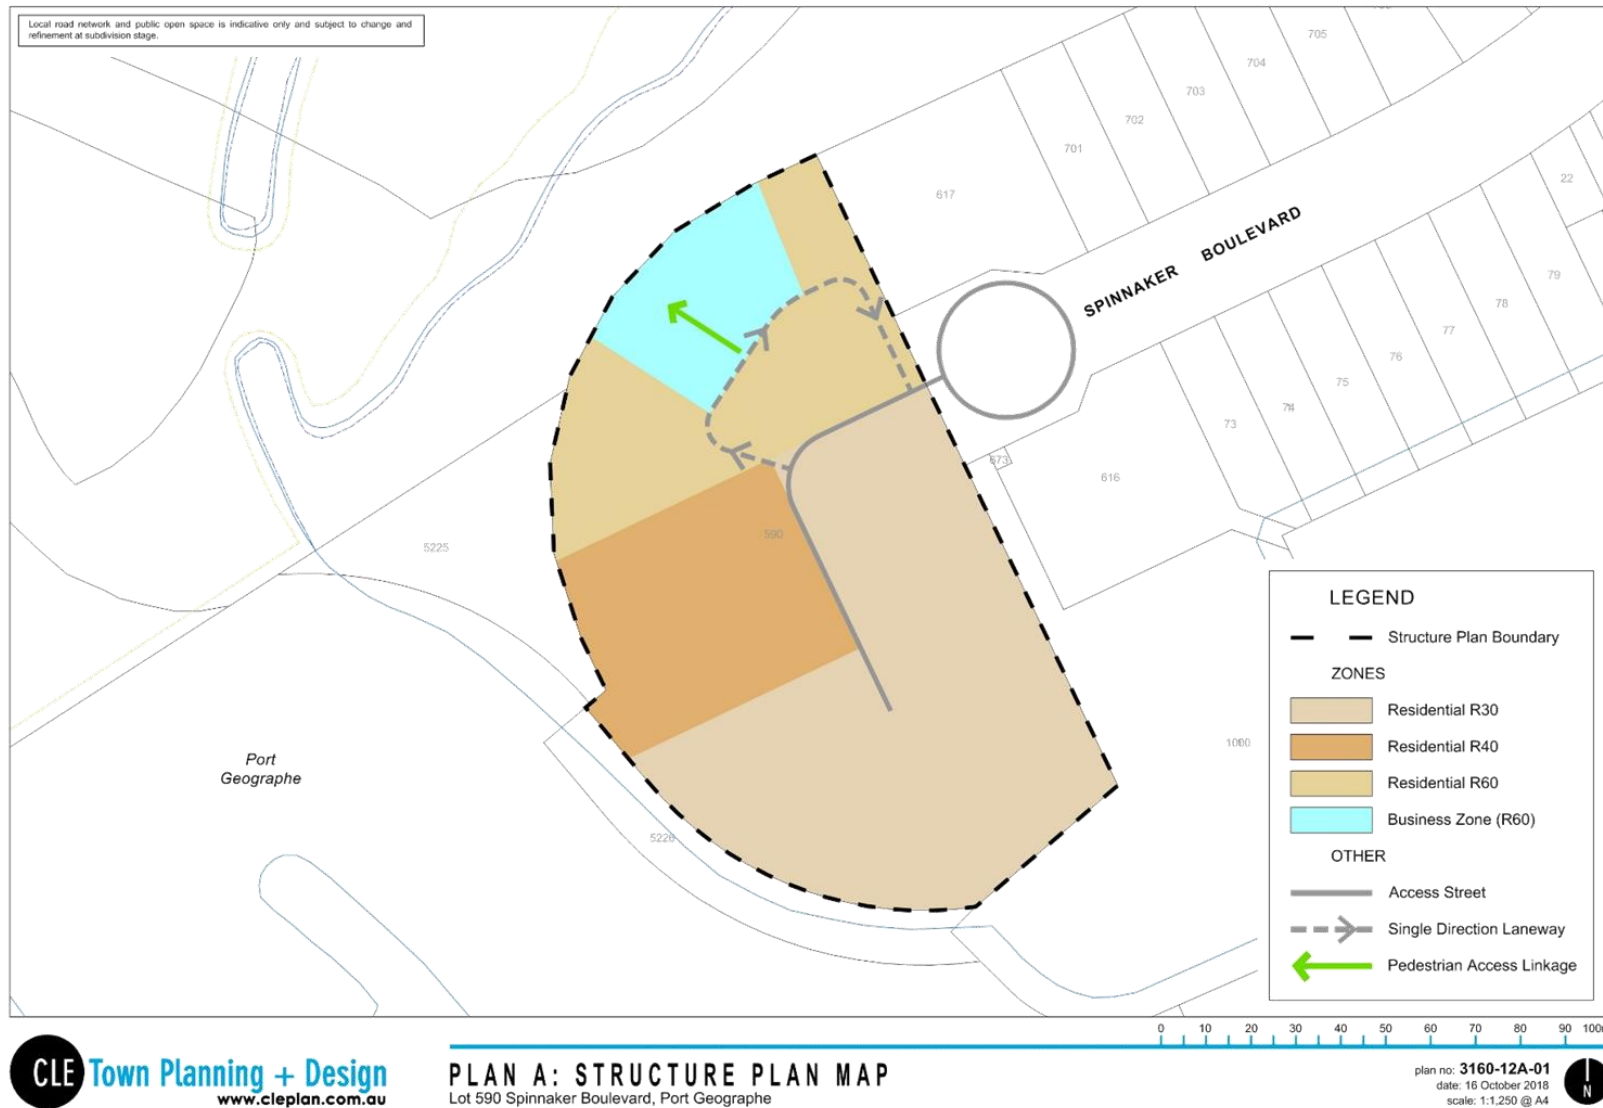 Local road network and public open space is indicative only and subject to change and
refinement at subdivision stage.
705
704
703
702
701
617
22
SPINNAKER BOULEVARD
79
78
77
76
75
74
73
673
616
590
5225
1000
Port
Geographe
5226
LEGEND
Structure Plan Boundary
ZONES
Residential R30
Residential R40
Residential R60
Business Zone (R60)
OTHER
Access Street
Single Direction Laneway
Pedestrian Access Linkage
0 10 20 30 40 50 60 70 80 90 100
CLE Town Planning + Design
www.cleplan.com.au
PLAN A: STRUCTURE PLAN MAP
Lot 590 Spinnaker Boulevard, Port Geographe
plan no: 3160-12A-01
date: 16 October 2018
scale: 1:1,250 @ A4
N